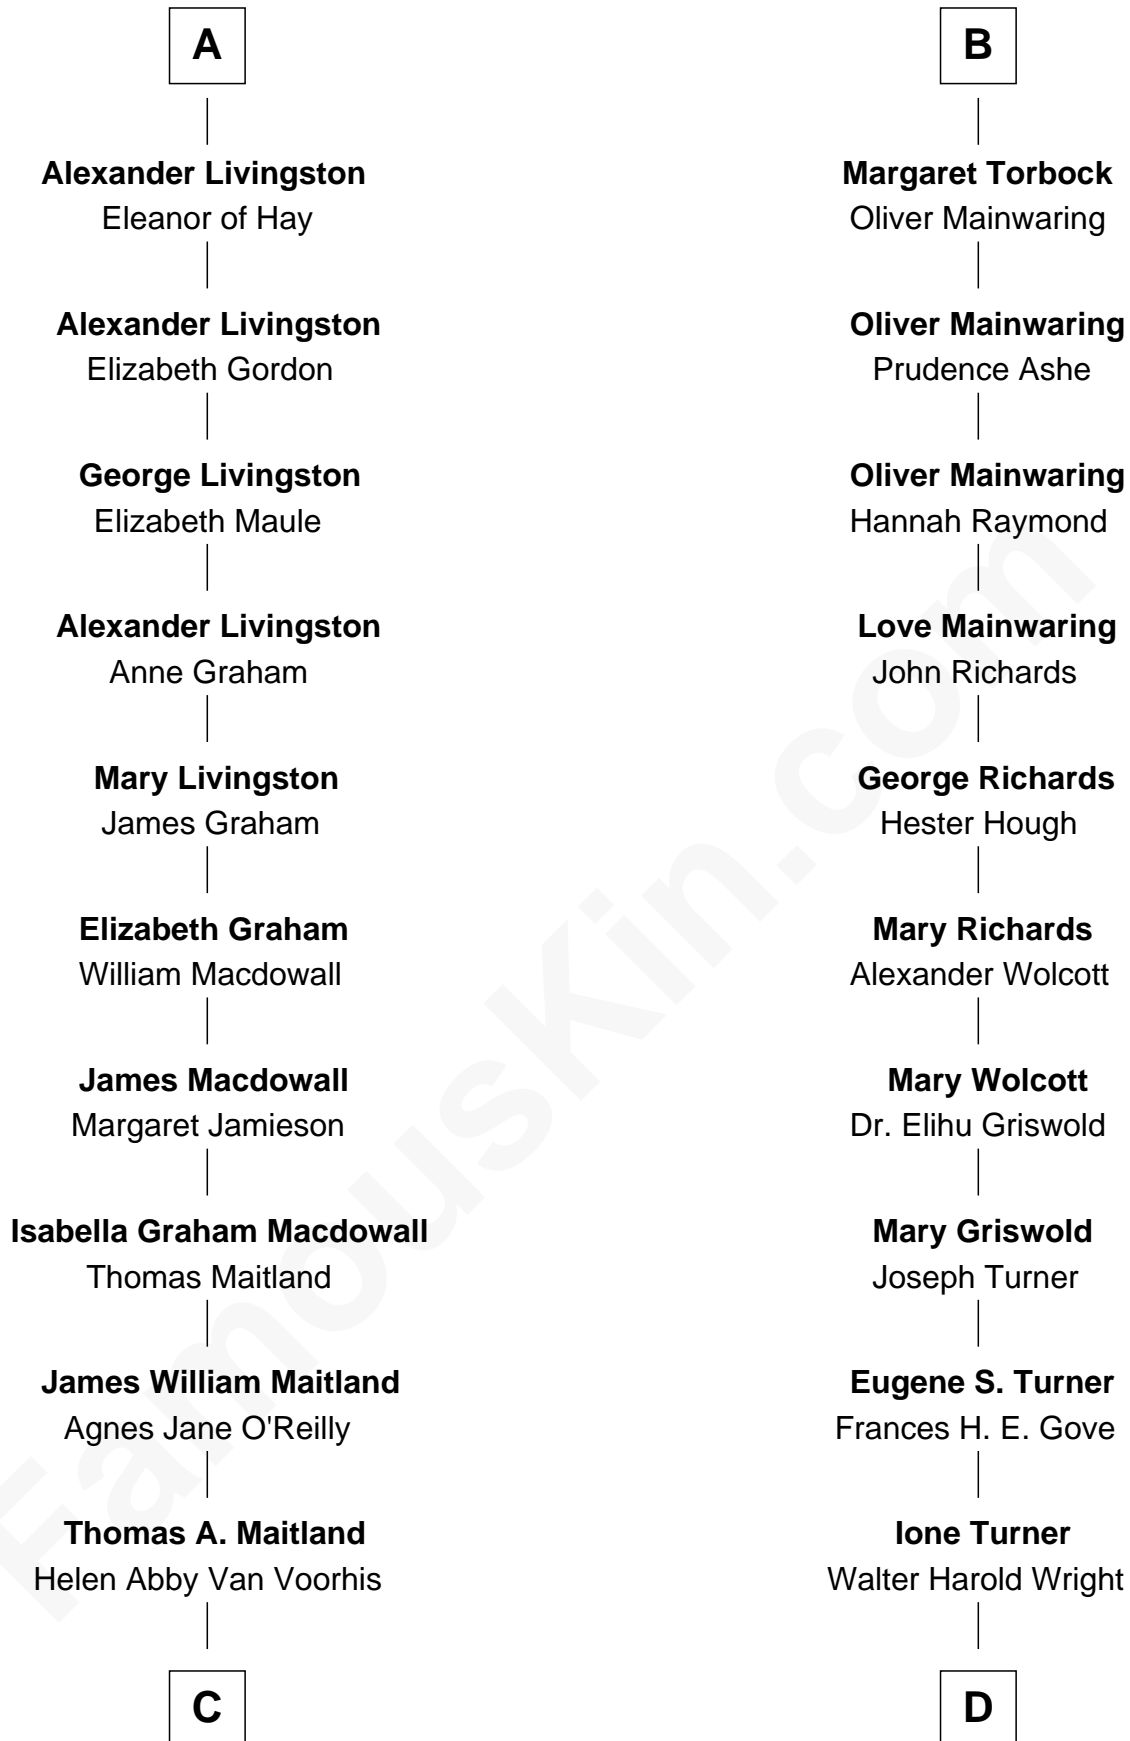 A
Alexander Livingston
Eleanor of Hay
Alexander Livingston
Elizabeth Gordon
George Livingston
Elizabeth Maule
Alexander Livingston
Anne Graham
Mary Livingston
James Graham
Elizabeth Graham
William Macdowall
James Macdowall
Margaret Jamieson
Isabella Graham Macdowall
Thomas Maitland
James William Maitland
Agnes Jane O'Reilly
Thomas A. Maitland
Helen Abby Van Voorhis
C
B
Margaret Torbock
Oliver Mainwaring
Oliver Mainwaring
Prudence Ashe
Oliver Mainwaring
Hannah Raymond
Love Mainwaring
John Richards
George Richards
Hester Hough
Mary Richards
Alexander Wolcott
Mary Wolcott
Dr. Elihu Griswold
Mary Griswold
Joseph Turner
Eugene S. Turner
Frances H. E. Gove
Ione Turner
Walter Harold Wright
D
FamousKin.com